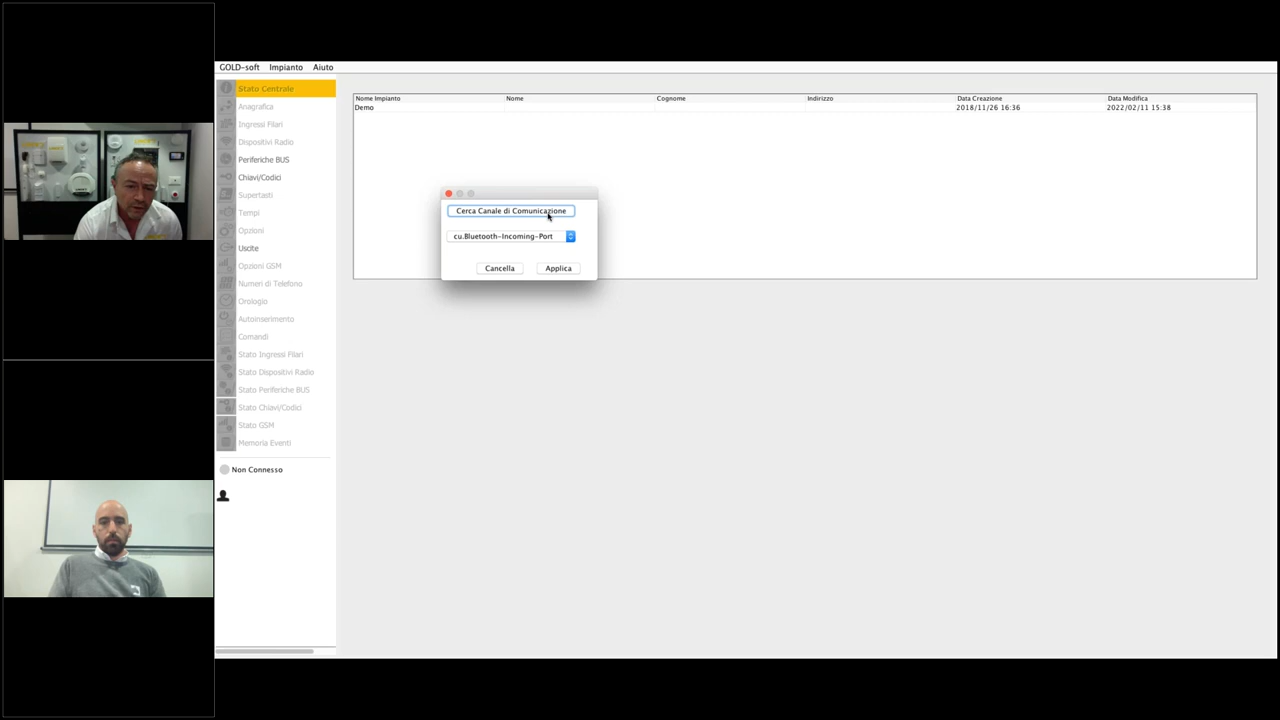 GOLD-soft Impianto Aiuto
Stato Centrale
Anagrafica
Ingressi Filari
Dispositivi Radio
Periferiche BUS
Chiavi/Codici
Supertasti
Tempi
Opzioni
Uscite
Opzioni GSM
Numeri di Telefono
Orologio
Autoinserimento
Comandi
Stato Ingressi Filari
Stato Dispositivi Radio
Stato Periferiche BUS
Stato Chiavi/Codici
Stato GSM
Memoria Eventi
Non Connesso
Nome Impianto Nome Cognome Indirizzo Data Creazione Data Modifica
Demo 2018/11/26 16:36 2022/02/11 15:38
Cerca Canale di Comunicazione
cu.Bluetooth-Incoming-Port
Cancella Applica